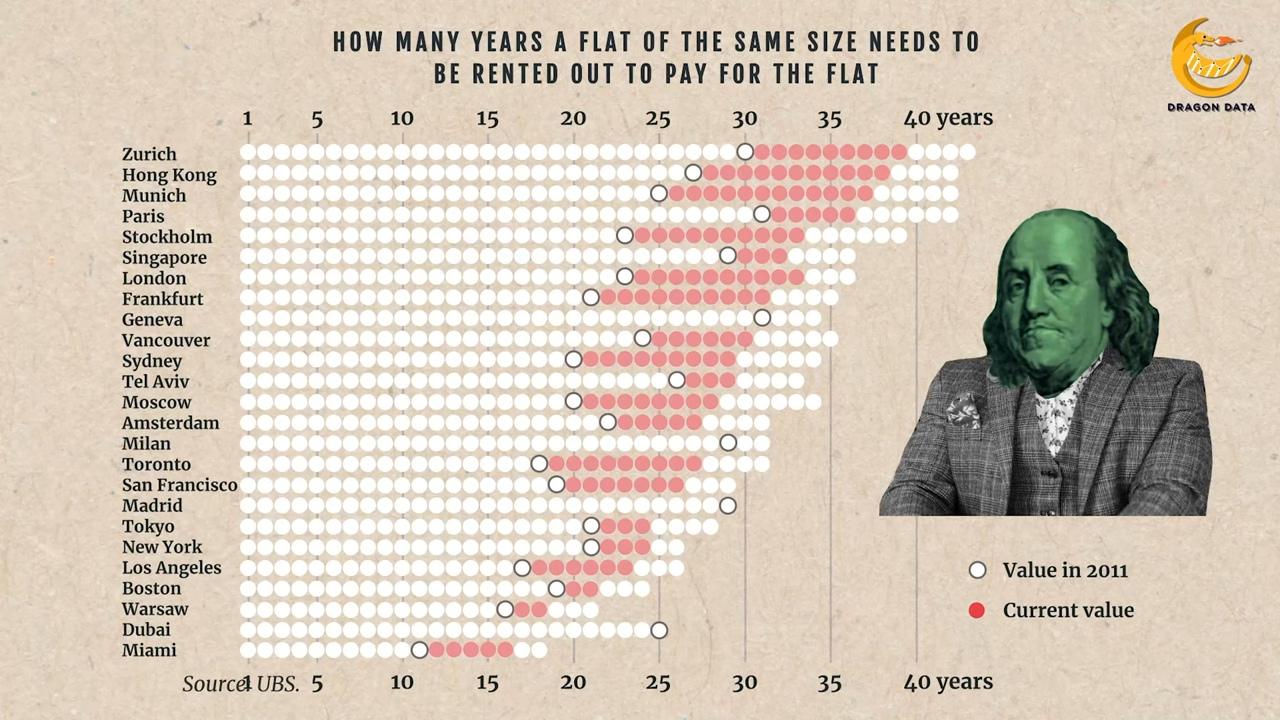 HOW MANY YEARS A FLAT OF THE SAME SIZE NEEDS TO
BE RENTED OUT TO PAY FOR THE FLAT
DRAGON DATA
1 5 10 15 20 25 30 35 40 years
Zurich
Hong Kong
Munich
Paris
Stockholm
Singapore
London
Frankfurt
Geneva
Vancouver
Sydney
Tel Aviv
Moscow
Amsterdam
Milan
Toronto
San Francisco
Madrid
Tokyo
New York
Los Angeles
Boston
Warsaw
Dubai
Miami
Value in 2011
Current value
1 5 10 15 20 25 30 35 40 years
Source: UBS.